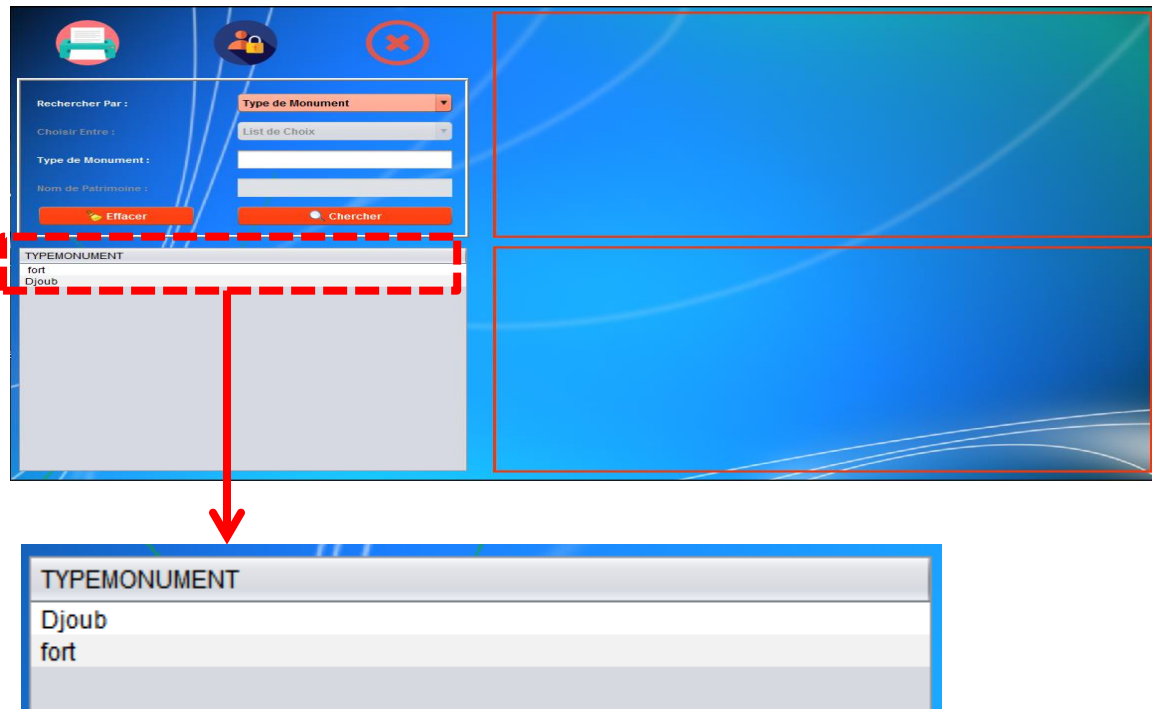 Rechercher Par : Type de Monument
Choisir Entre : List de Choix
Type de Monument :
Nom de Patrimoine :
Effacer Chercher
TYPEMONUMENT
fort
Djoub
TYPEMONUMENT
Djoub
fort